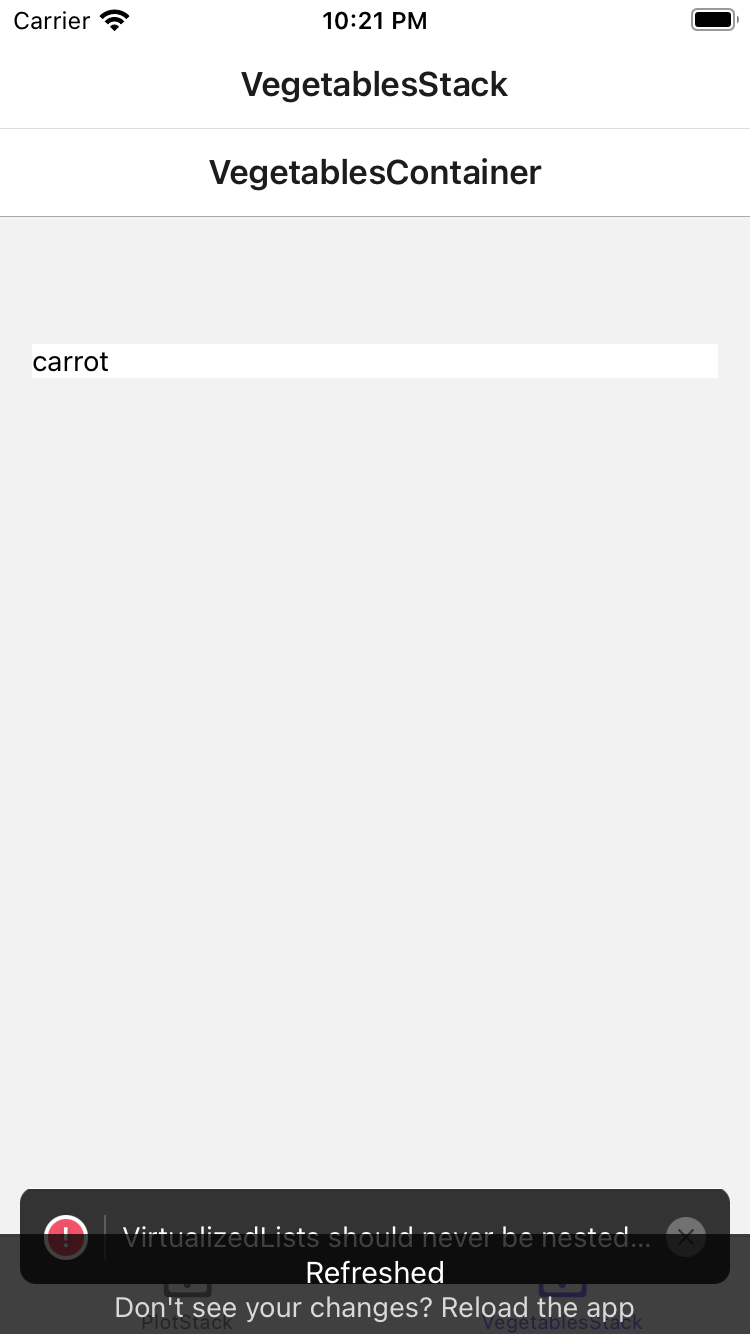 Carrier 10:21 PM
VegetablesStack
VegetablesContainer
carrot
VirtualizedLists should never be nested...
Refreshed
Don't see your changes? Reload the app
PlotStack VegetablesStack